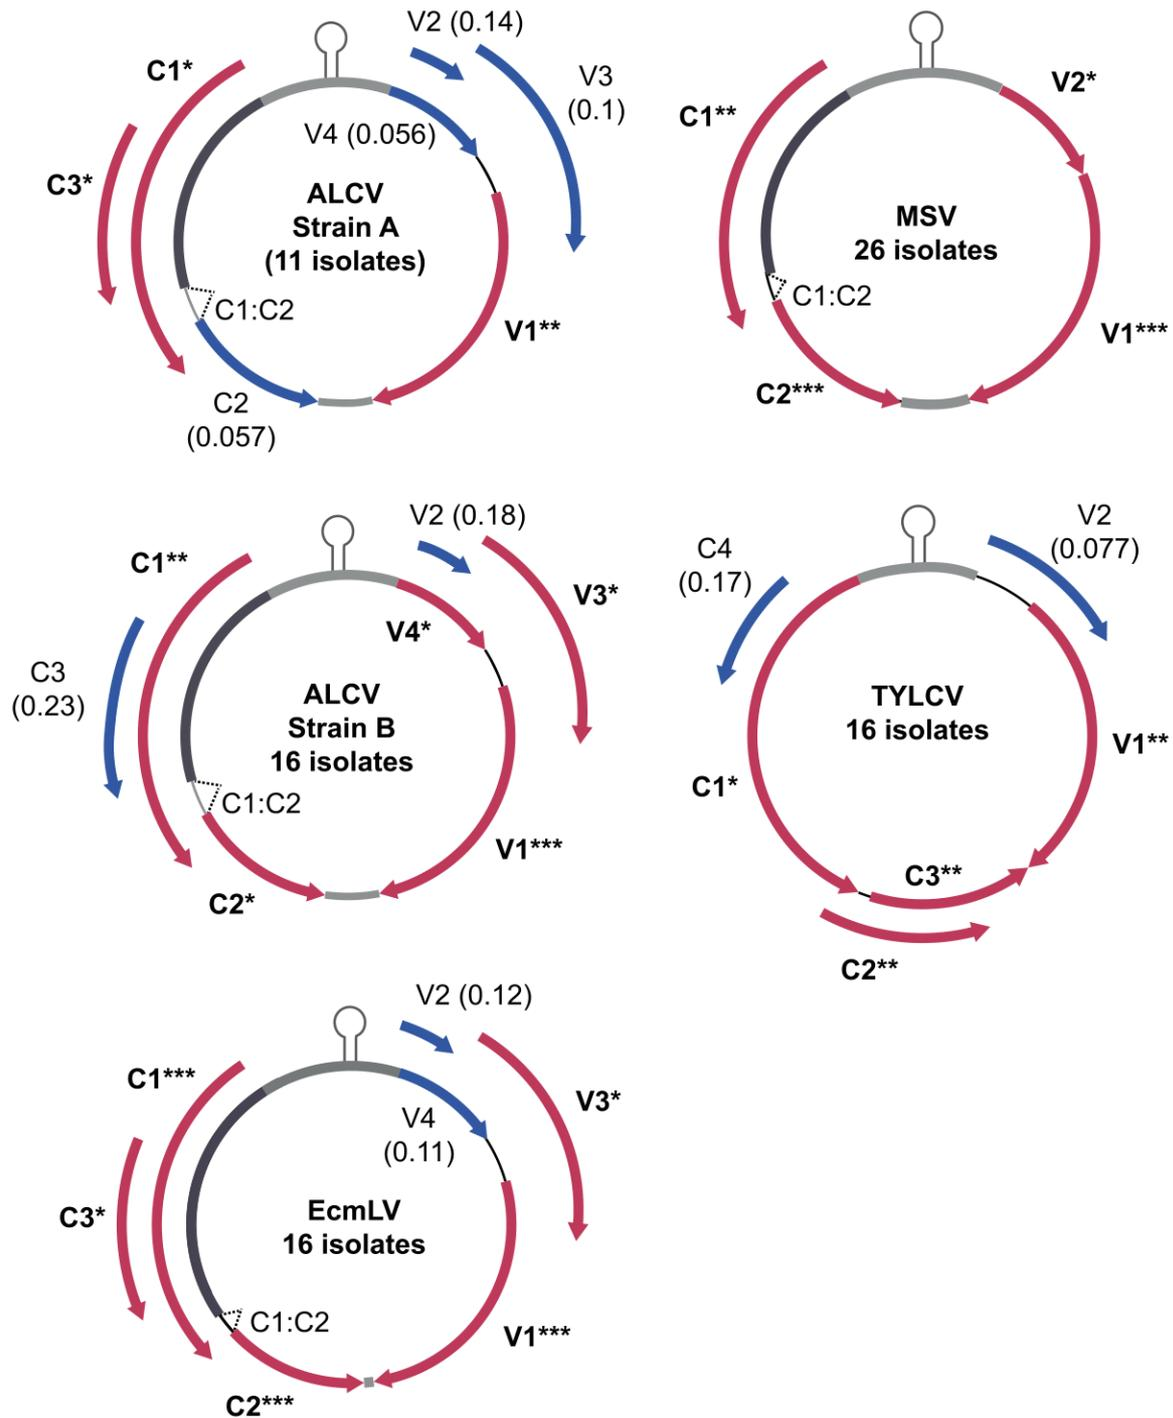 V2 (0.14)
C1*
V3
(0.1)
V4 (0.056)
C3*
ALCV
Strain A
(11 isolates)
C1:C2
V1**
C2
(0.057)
V2*
C1**
MSV
26 isolates
C1:C2
V1***
C2***
V2 (0.18)
C1**
V3*
V4*
C3
(0.23)
ALCV
Strain B
16 isolates
C1:C2
V1***
C2*
V2
(0.077)
C4
(0.17)
TYLCV
16 isolates
V1**
C1*
C3**
C2**
V2 (0.12)
C1***
V3*
V4
(0.11)
C3*
EcmLV
16 isolates
C1:C2
V1***
C2***